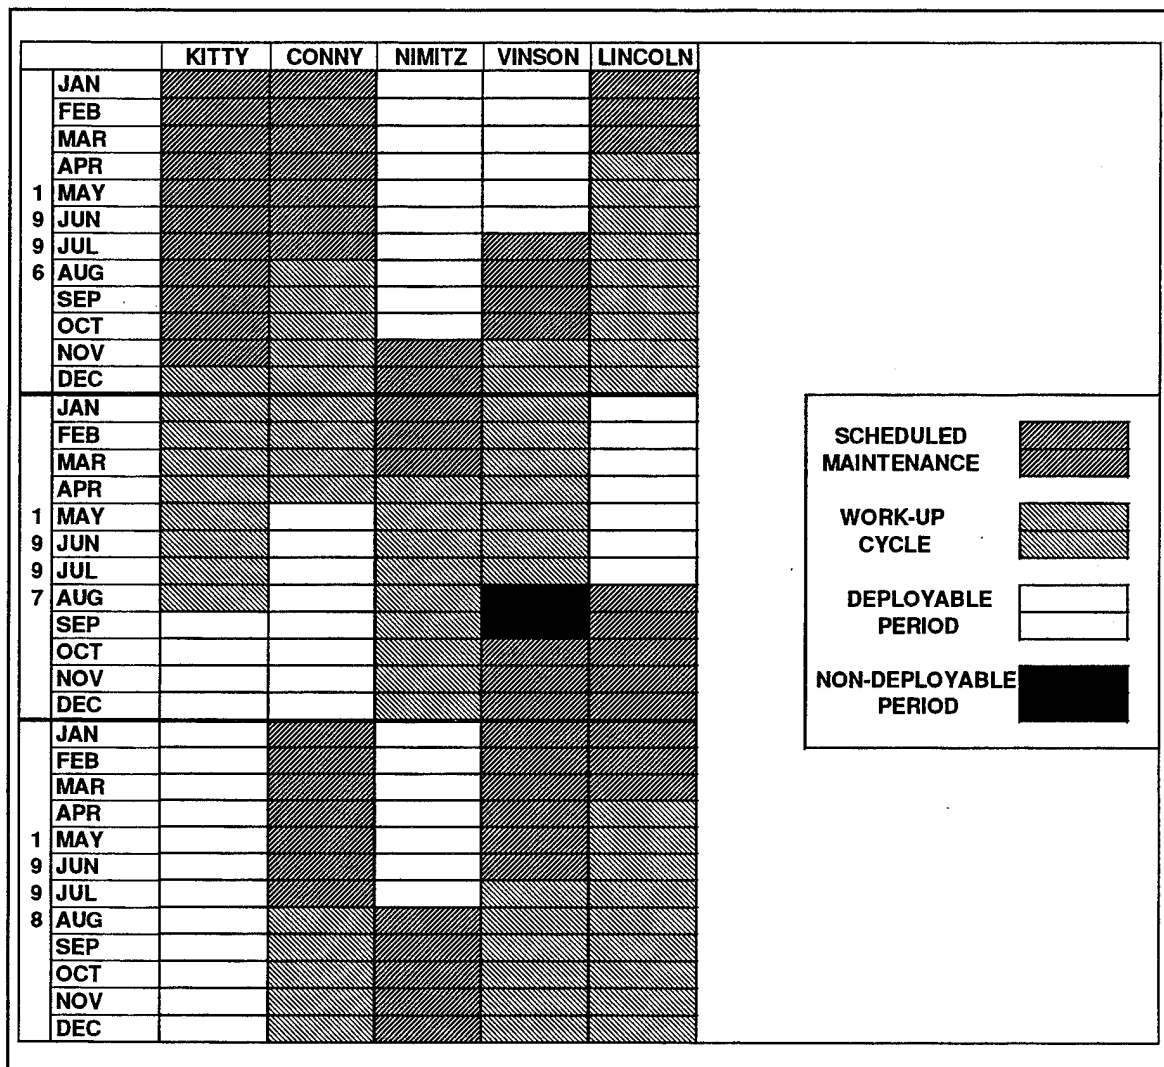 KITTY CONNY NIMITZ VINSON LINCOLN
JAN
FEB
MAR
APR
1 MAY
9 JUN
9 JUL
6 AUG
SEP
OCT
NOV
DEC
JAN
FEB
MAR
APR
1 MAY
9 JUN
9 JUL
7 AUG
SEP
OCT
NOV
DEC
JAN
FEB
MAR
APR
1 MAY
9 JUN
9 JUL
8 AUG
SEP
OCT
NOV
DEC
SCHEDULED
MAINTENANCE
WORK-UP
CYCLE
DEPLOYABLE
PERIOD
NON-DEPLOYABLE
PERIOD